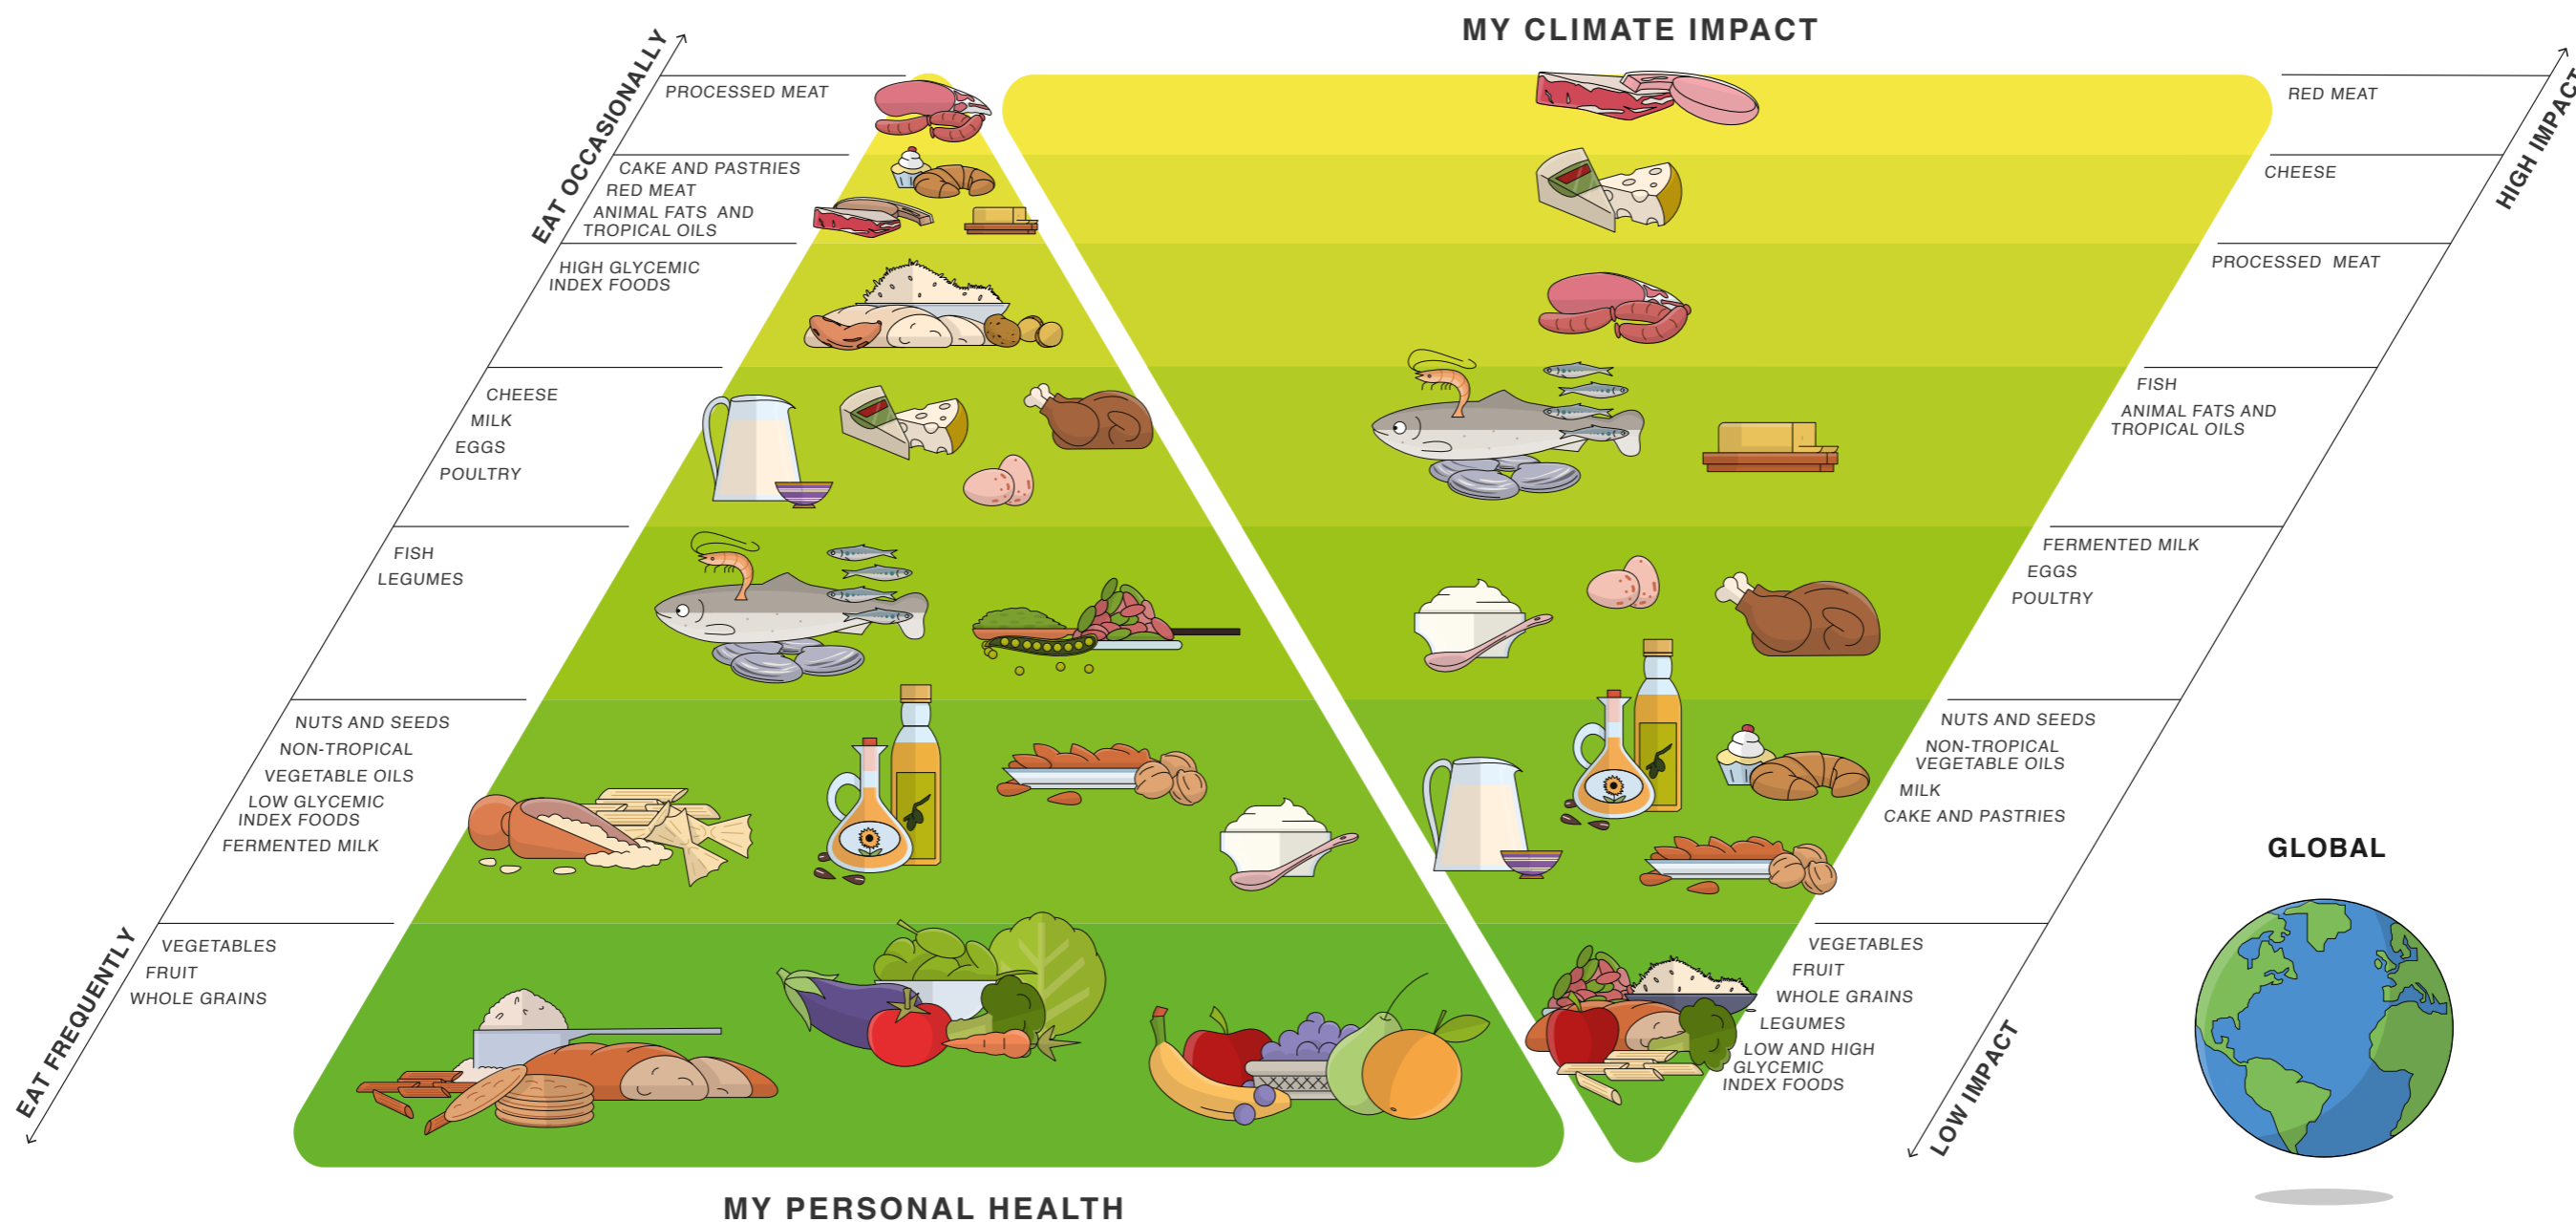 MY CLIMATE IMPACT
EAT OCCASIONALLY
PROCESSED MEAT
CAKE AND PASTRIES
RED MEAT
ANIMAL FATS AND
TROPICAL OILS
HIGH GLYCEMIC
INDEX FOODS
CHEESE
MILK
EGGS
POULTRY
FISH
LEGUMES
NUTS AND SEEDS
NON-TROPICAL
VEGETABLE OILS
LOW GLYCEMIC
INDEX FOODS
FERMENTED MILK
VEGETABLES
FRUIT
WHOLE GRAINS
EAT FREQUENTLY
MY PERSONAL HEALTH
HIGH IMPACT
RED MEAT
CHEESE
PROCESSED MEAT
FISH
ANIMAL FATS AND
TROPICAL OILS
FERMENTED MILK
EGGS
POULTRY
NUTS AND SEEDS
NON-TROPICAL
VEGETABLE OILS
MILK
CAKE AND PASTRIES
VEGETABLES
FRUIT
WHOLE GRAINS
LEGUMES
LOW AND HIGH
GLYCEMIC
INDEX FOODS
LOW IMPACT
GLOBAL